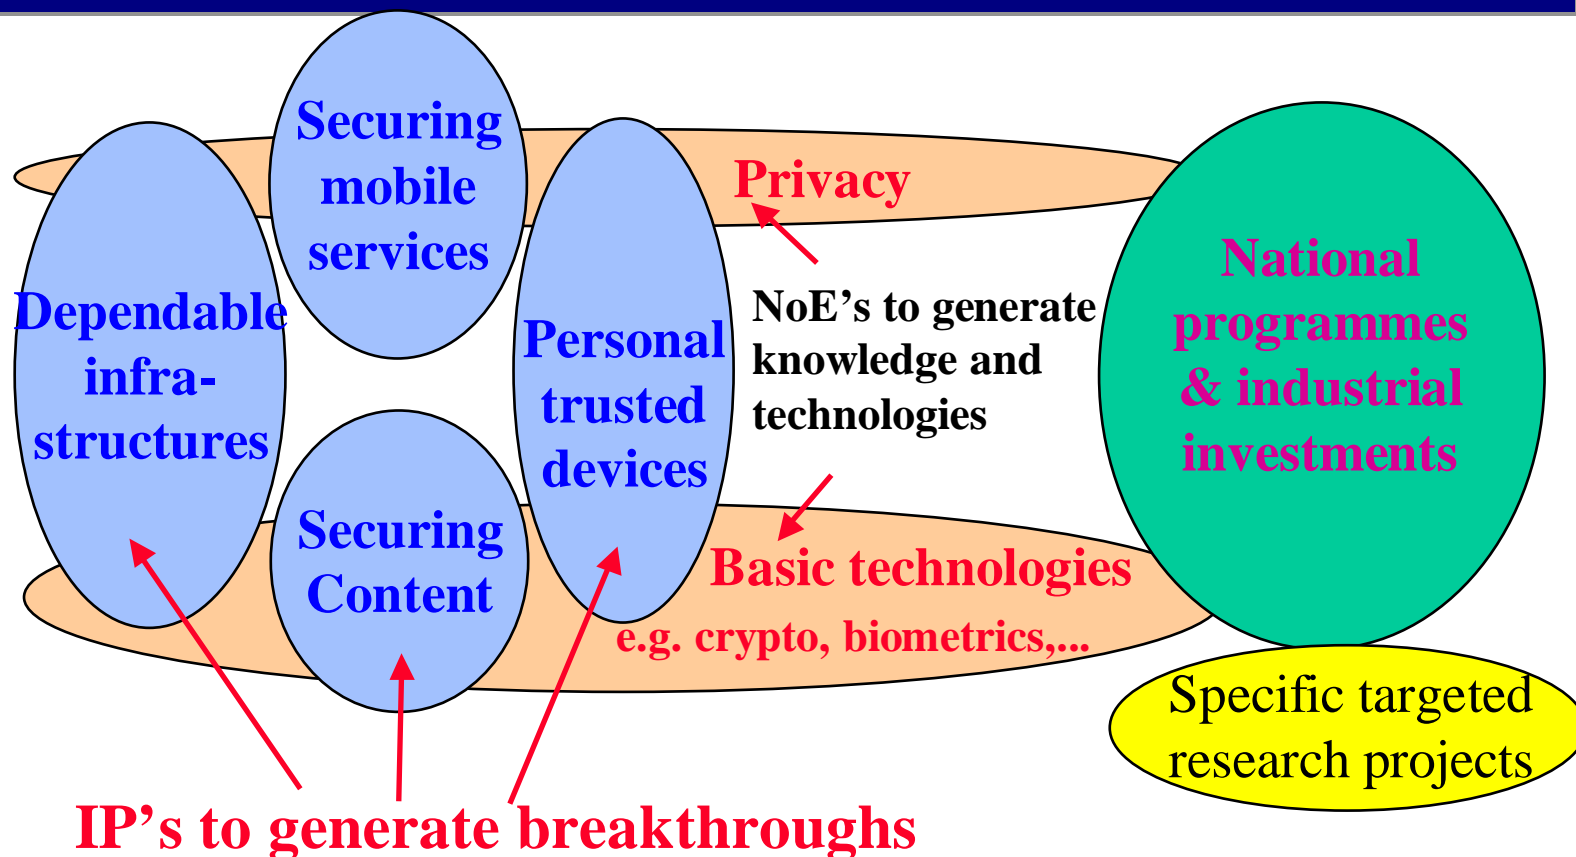 Securing
mobile
services
Privacy
Dependable
infra-
structures
Personal
trusted
devices
NoE's to generate
knowledge and
technologies
National
programmes
& industrial
investments
Securing
Content
Basic technologies
e.g. crypto, biometrics,...
Specific targeted
research projects
IP's to generate breakthroughs